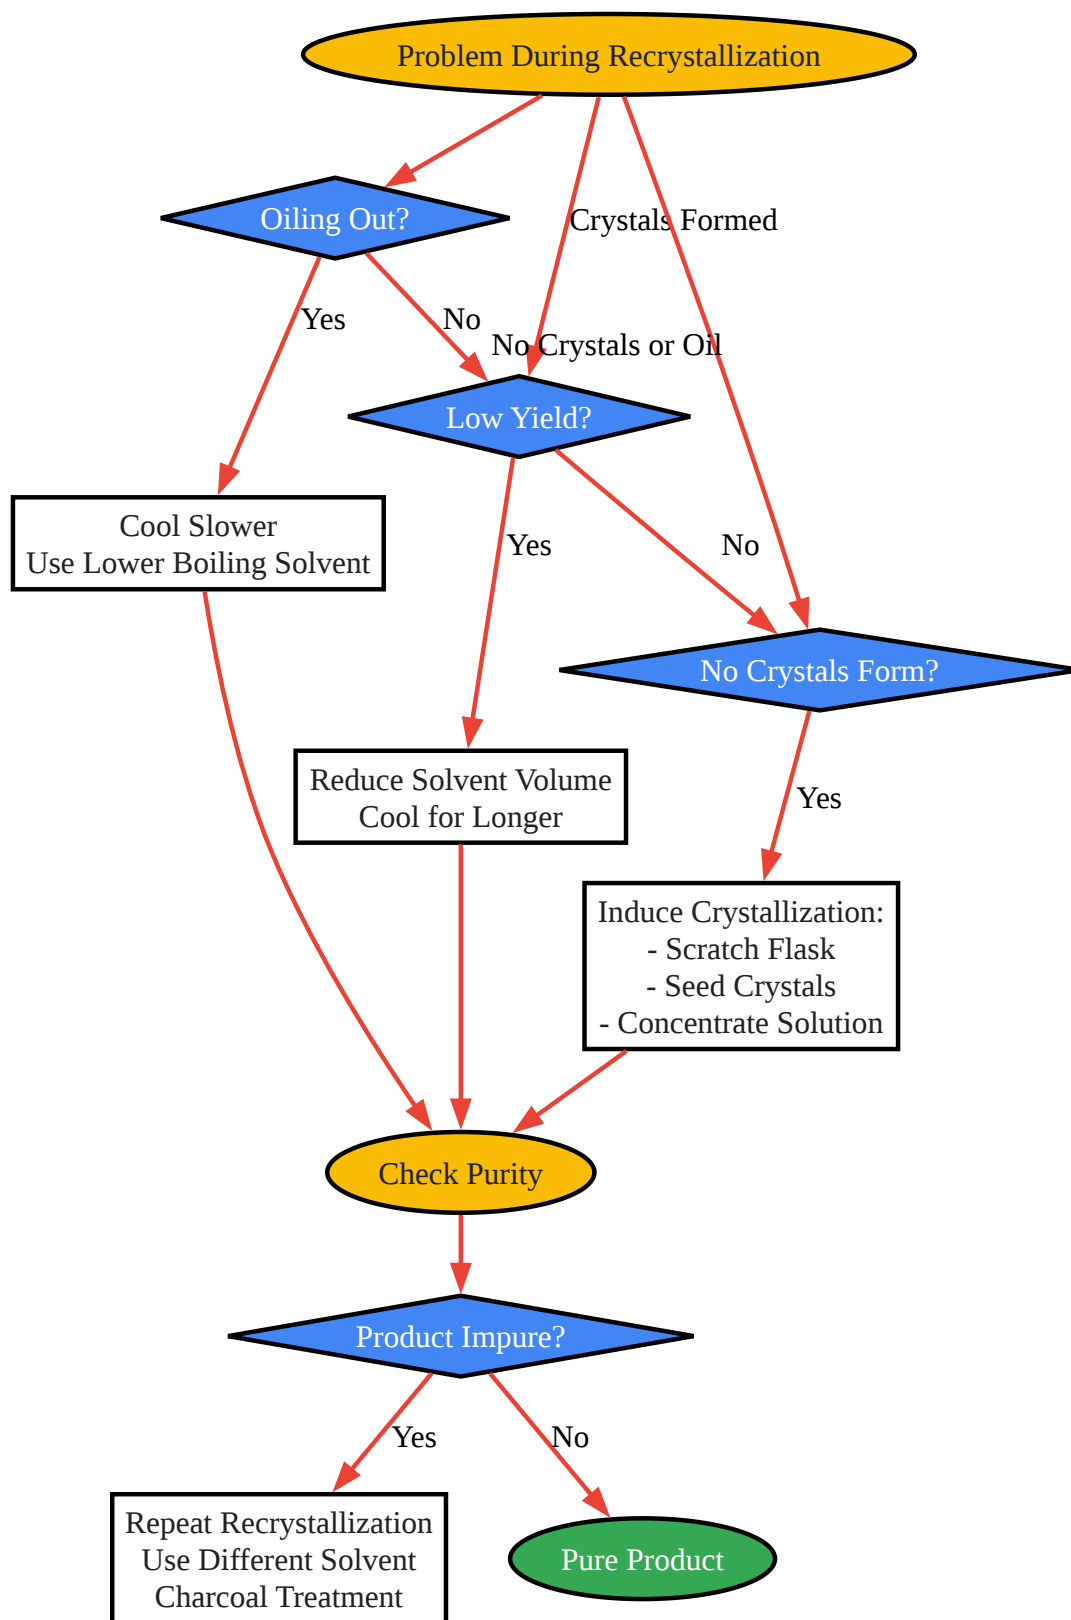 Problem During Recrystallization
Oiling Out?
Crystals Formed
Yes
No
No Crystals or Oil
Low Yield?
Cool Slower
Use Lower Boiling Solvent
Yes
No
No Crystals Form?
Reduce Solvent Volume
Cool for Longer
Yes
Induce Crystallization:
- Scratch Flask
- Seed Crystals
- Concentrate Solution
Check Purity
Product Impure?
Yes
No
Repeat Recrystallization
Use Different Solvent
Charcoal Treatment
Pure Product